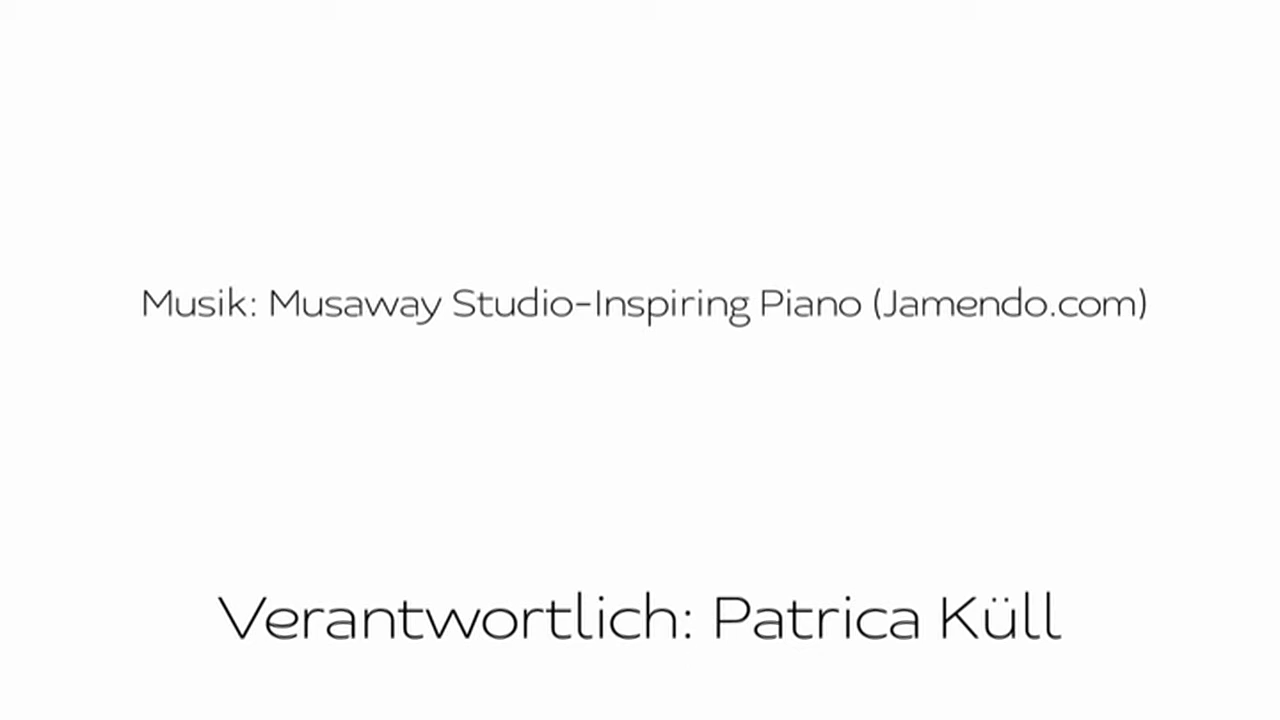 Musik: Musaway Studio-Inspiring Piano (Jamendo.com)
Verantwortlich: Patrica Küll